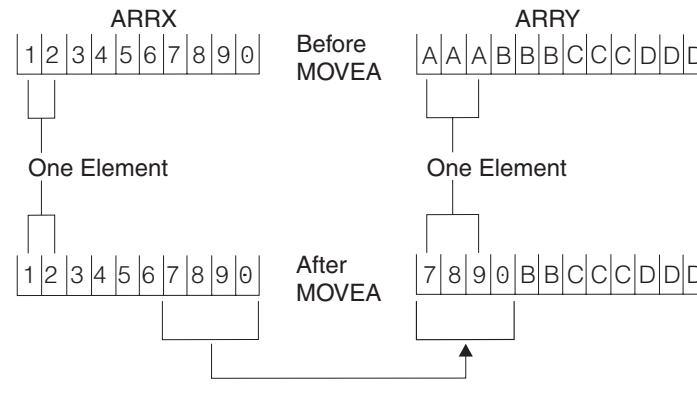 ARRX ARRY
1 2 3 4 5 6 7 8 9 0 Before MOVEA A A A B B B C C C D D D
One Element One Element
1 2 3 4 5 6 7 8 9 0 After MOVEA 7 8 9 0 B B C C C D D D